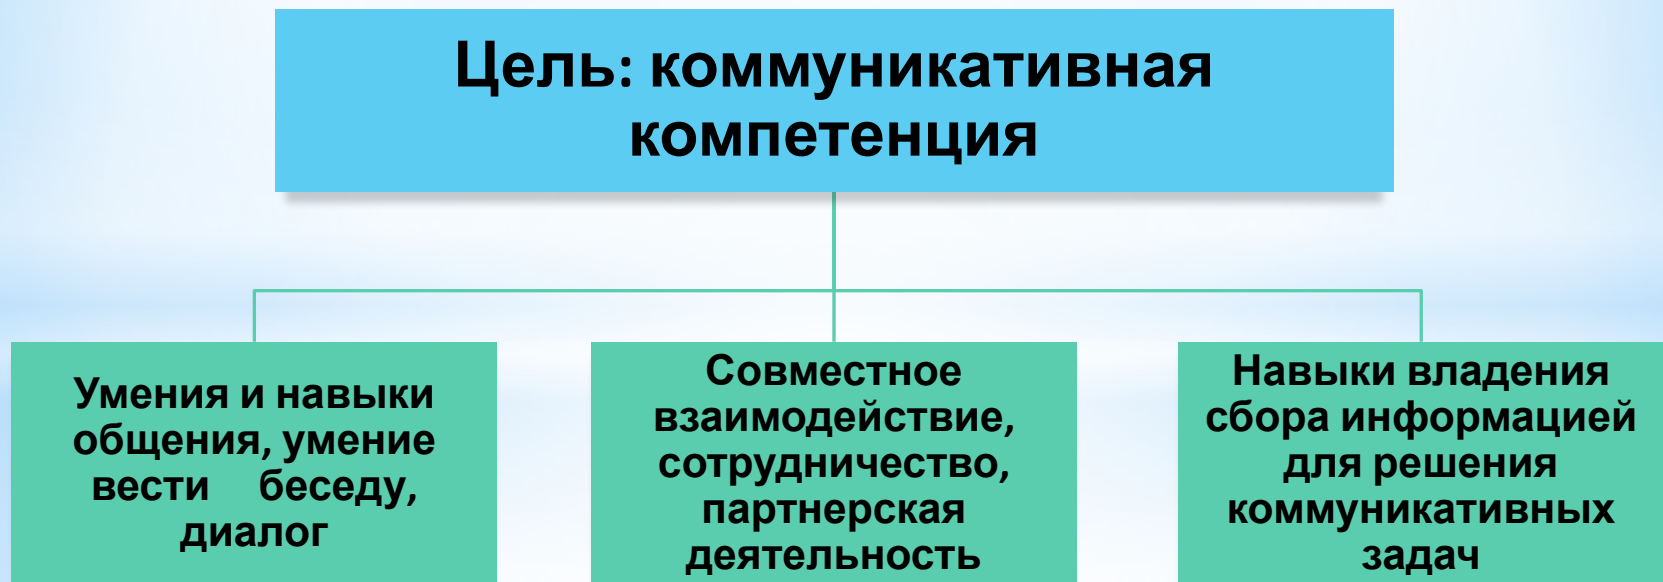 Цель: коммуникативная
компетенция
Умения и навыки
общения, умение
вести беседу,
диалог
Совместное
взаимодействие,
сотрудничество,
партнерская
деятельность
Навыки владения
сбора информацией
для решения
коммуникативных
задач